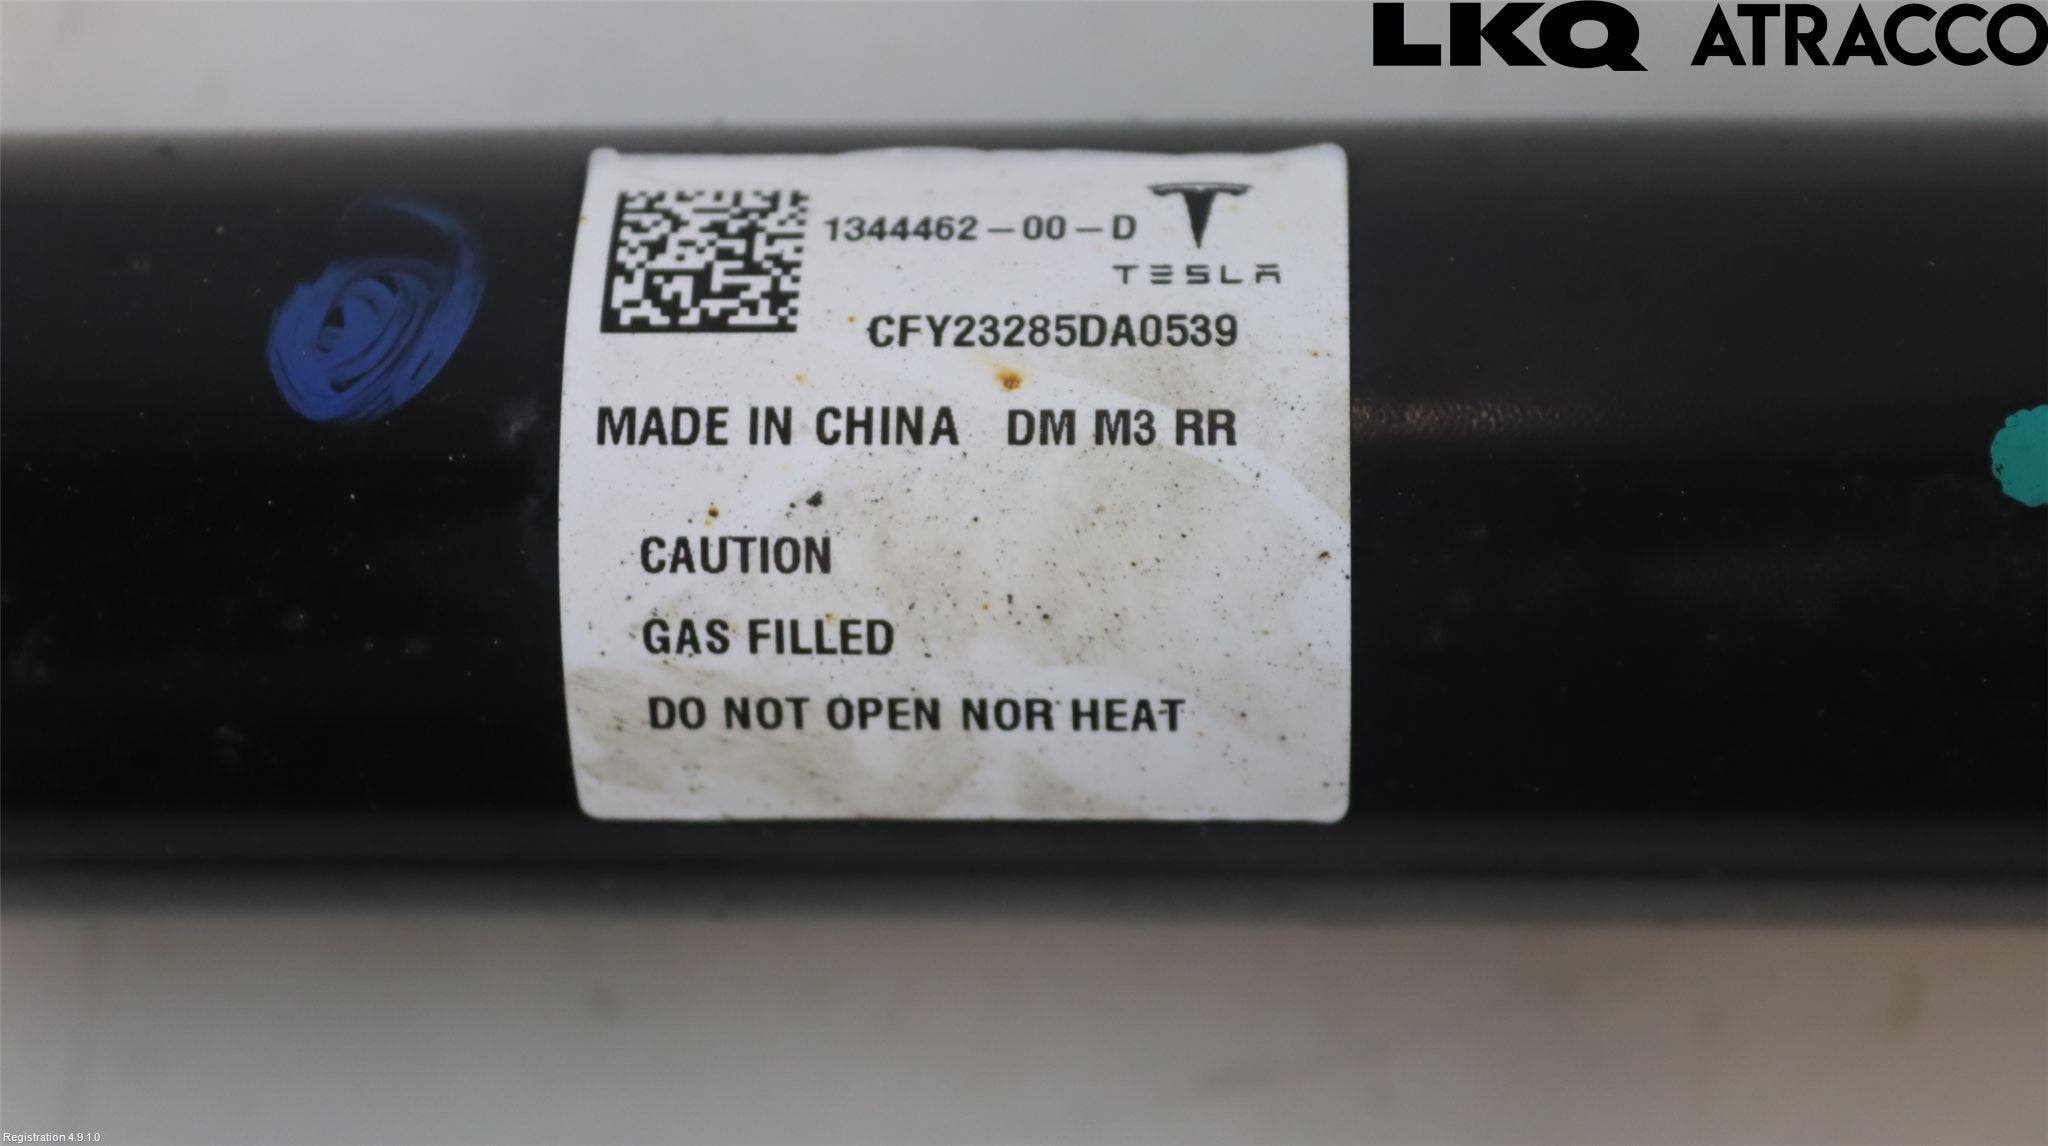 LKQ ATRACCO
1344462-00-D
TESLA
CFY23285DA0539
MADE IN CHINA DM M3 RR
CAUTION
GAS FILLED
DO NOT OPEN NOR HEAT
Registration 4.9.1.0